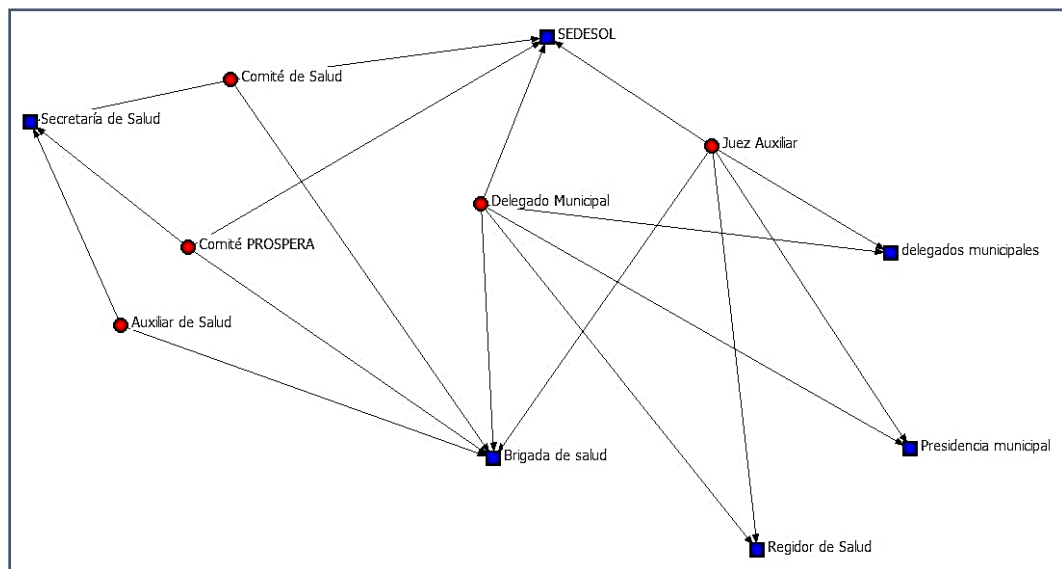 SEDESOL
Comité de Salud
Secretaría de Salud
Juez Auxiliar
Delegado Municipal
Comité PROSPERA
delegados municipales
Auxiliar de Salud
Presidencia municipal
Brigada de salud
Regidor de Salud